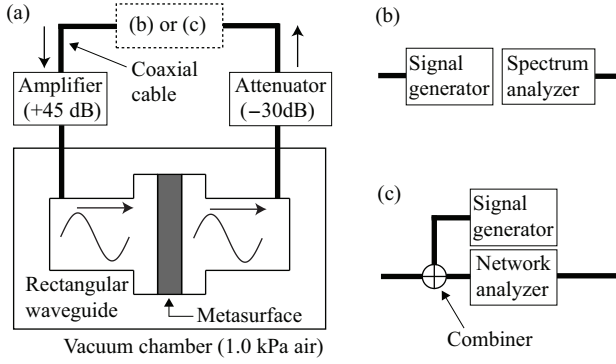 (a)
(b) or (c)
Amplifier
(+45 dB)
Coaxial
cable
Attenuator
(−30dB)
Rectangular
waveguide
Metasurface
Vacuum chamber (1.0 kPa air)
(b)
Signal
generator
Spectrum
analyzer
(c)
Signal
generator
Network
analyzer
Combiner